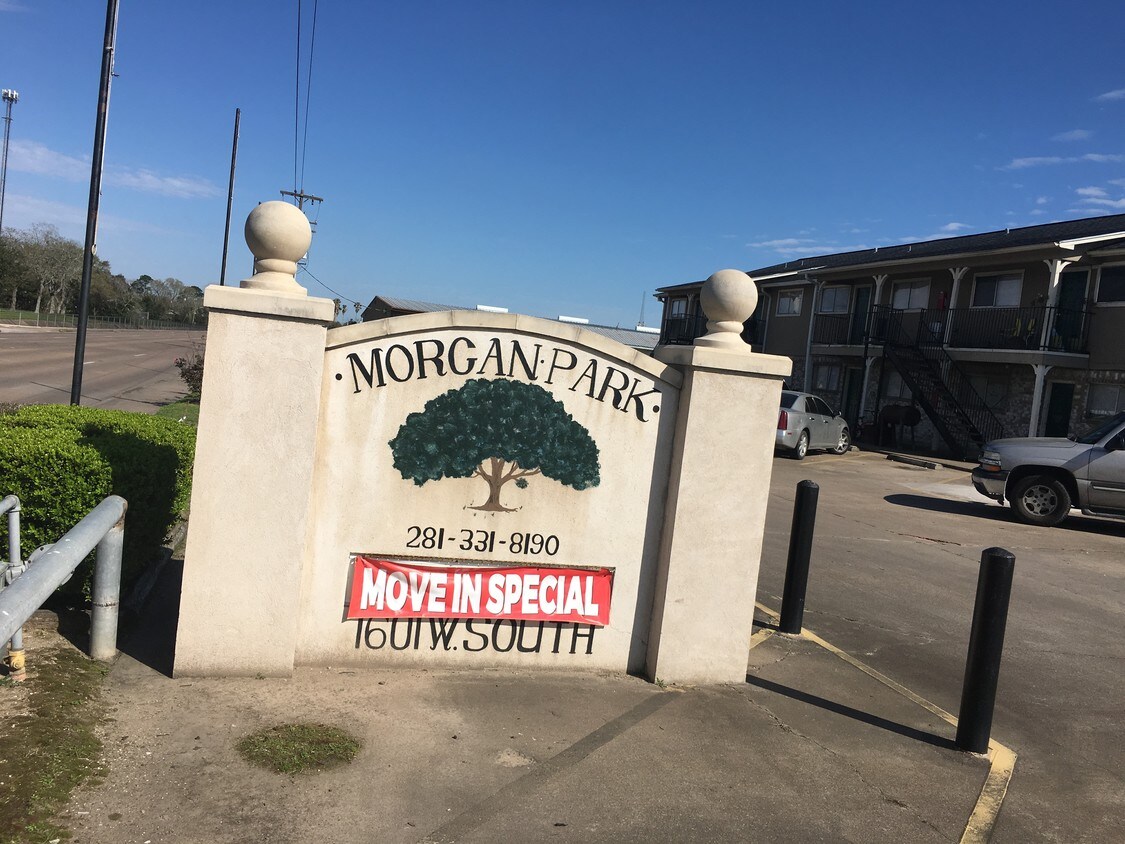 ·MORGAN·PARK·
281-331-8190
MOVE IN SPECIAL
1601 W. SOUTH